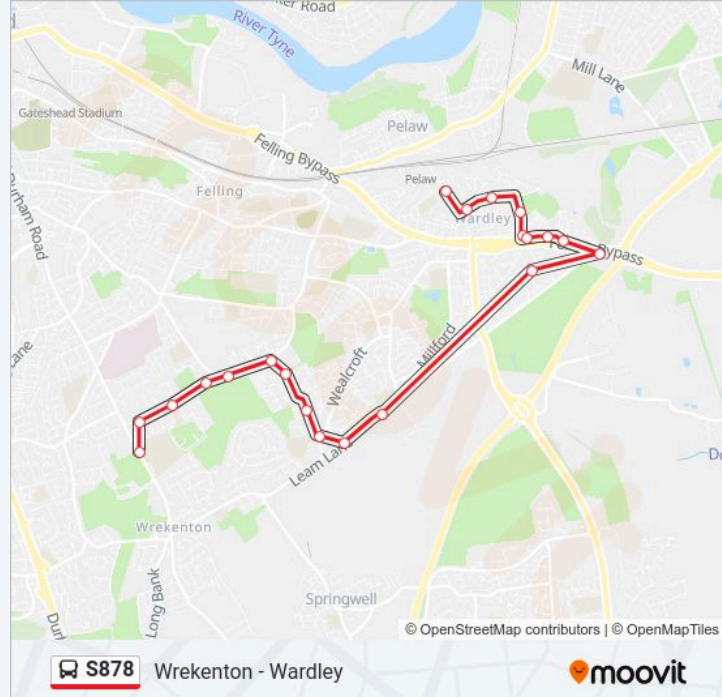 ker Road
River Tyne
Mill Lane
Gateshead Stadium
Pelaw
Felling Bypass
Pelaw
Felling
Durham Road
Wardley
Bypass
Lane
Millford
Wealcroft
Leam Lane
Wrekenton
Long Bank
Springwell
© OpenStreetMap contributors | © OpenMapTiles
S878 Wrekenton - Wardley
moovit